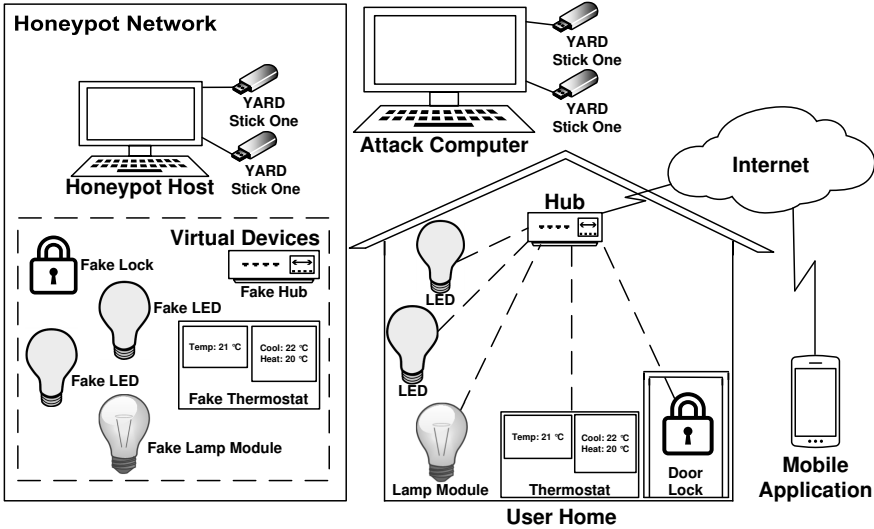 Honeypot Network
YARD
Stick One
YARD
Stick One
Honeypot Host
Virtual Devices
Fake Lock
Fake Hub
Fake LED
Fake LED
Temp: 21 °C
Cool: 22 °C
Heat: 20 °C
Fake Thermostat
Fake Lamp Module
YARD
Stick One
YARD
Stick One
Attack Computer
Internet
Hub
LED
LED
Lamp Module
Temp: 21 °C
Cool: 22 °C
Heat: 20 °C
Thermostat
Door
Lock
User Home
Mobile
Application